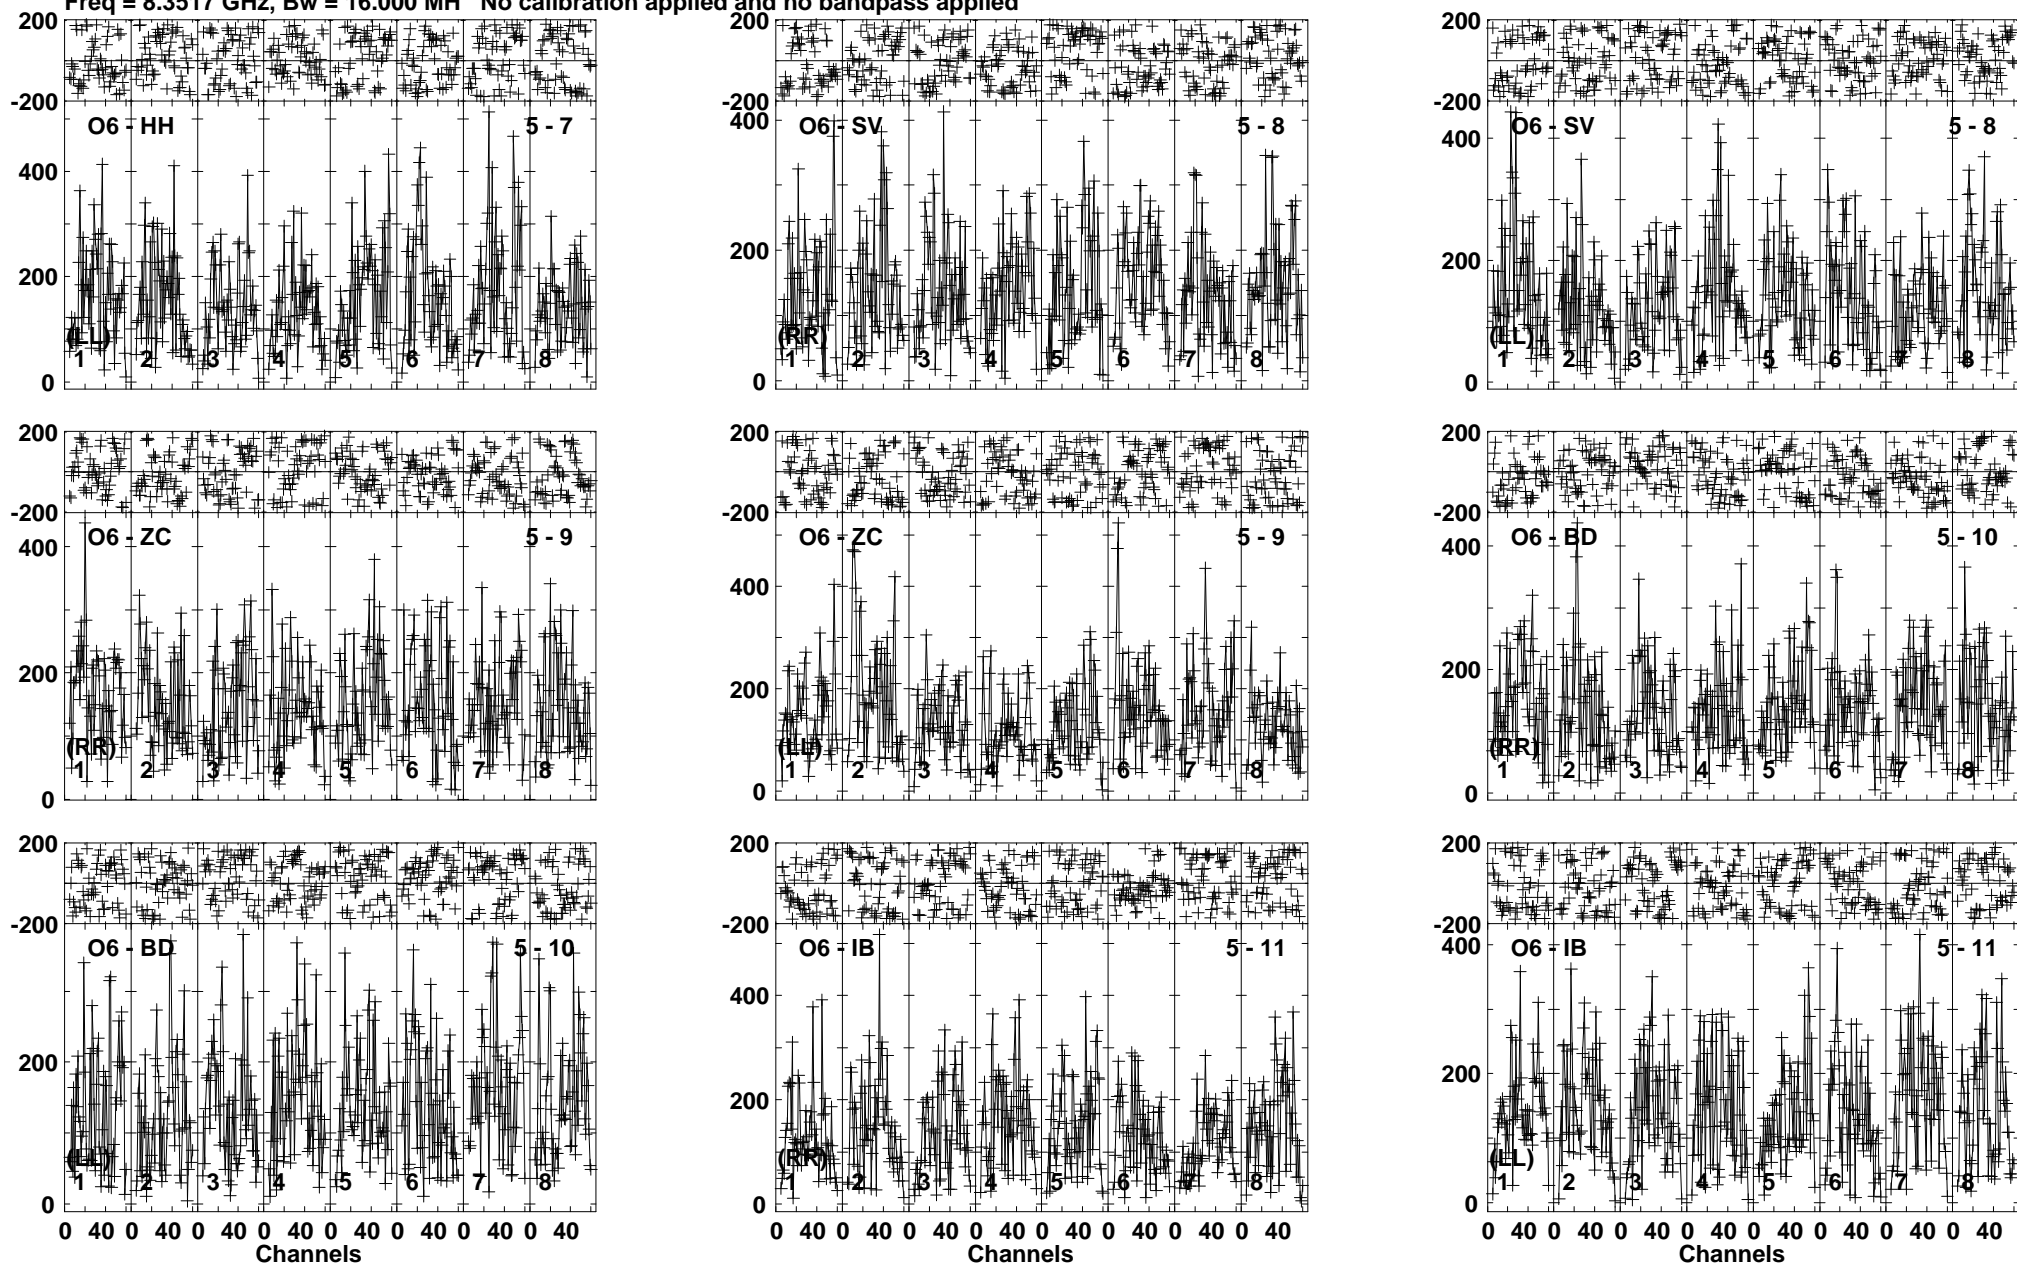 Freq = 8.3517 GHz, Bw = 16.000 MH No calibration applied and no bandpass applied
200 200 200
-200 -200 -200
O6 - HH 5 - 7 O6 - SV 5 - 8 O6 - SV 5 - 8
400 400 400
200 200 200
(LL) (RR) (LL)
1 2 3 4 5 6 7 8 1 2 3 4 5 6 7 8 1 2 3 4 5 6 7 8
0 0 0
200 200 200
-200 -200 -200
O6 - ZC 5 - 9 O6 - ZC 5 - 9 O6 - BD 5 - 10
400 400 400
200 200 200
(RR) (LL) (RR)
1 2 3 4 5 6 7 8 1 2 3 4 5 6 7 8 1 2 3 4 5 6 7 8
0 0 0
200 200 200
-200 -200 -200
O6 - BD 5 - 10 O6 - IB 5 - 11 O6 - IB 5 - 11
400 400
200 200 200
(LL) (RR) (LL)
1 2 3 4 5 6 7 8 1 2 3 4 5 6 7 8 1 2 3 4 5 6 7 8
0 0 0
0 40 0 40 0 40 0 40 0 40 0 40 0 40 0 40 0 40 0 40 0 40 0 40 0 40 0 40 0 40 0 40 0 40 0 40 0 40 0 40 0 40 0 40 0 40 0 40
Channels Channels Channels